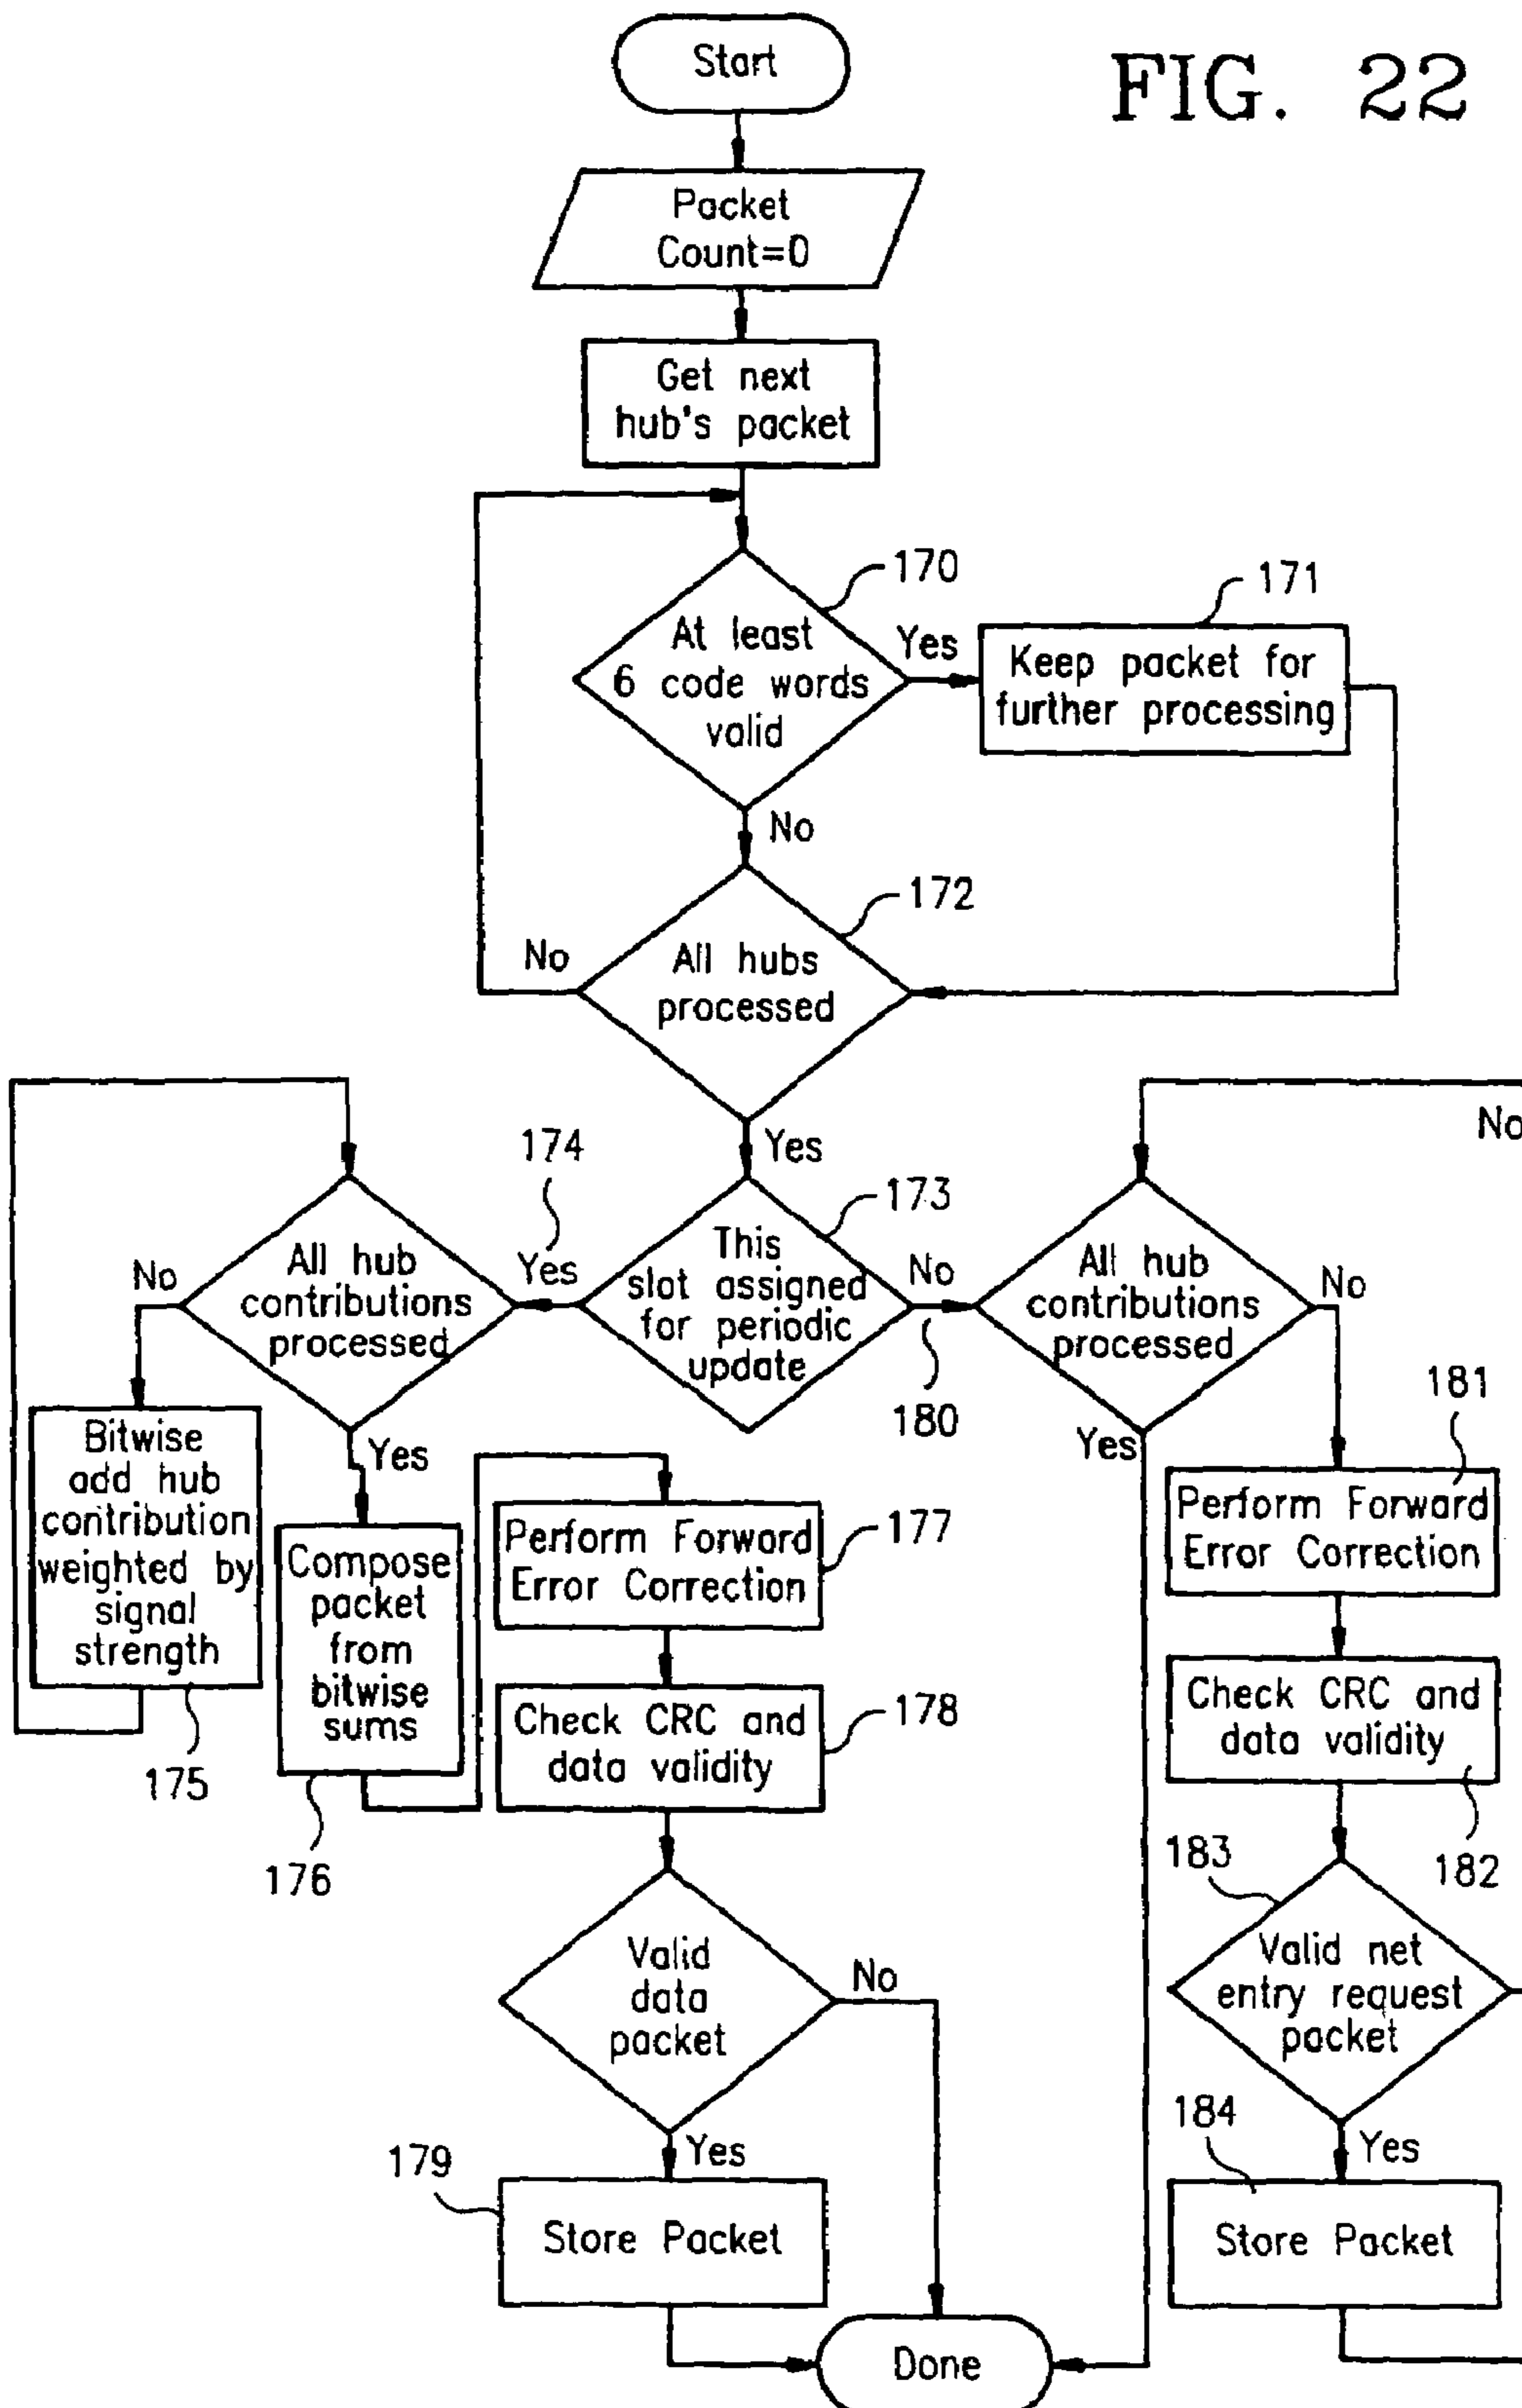 FIG. 22
Start
Packet
Count=0
Get next
hub's packet
170
At least
6 code words
valid
Yes
171
Keep packet for
further processing
No
172
All hubs
processed
No
Yes
174
Yes
173
This
slot assigned
for periodic
update
No
180
All hub
contributions
processed
No
Yes
Bitwise
add hub
contribution
weighted by
signal
strength
175
Compose
packet
from
bitwise
sums
176
Perform Forward
Error Correction
177
Check CRC and
data validity
178
Valid
data
packet
No
Yes
179
Store Packet
All hub
contributions
processed
No
No
Yes
181
Perform Forward
Error Correction
Check CRC and
data validity
182
183
Valid net
entry request
packet
Yes
184
Store Packet
Done